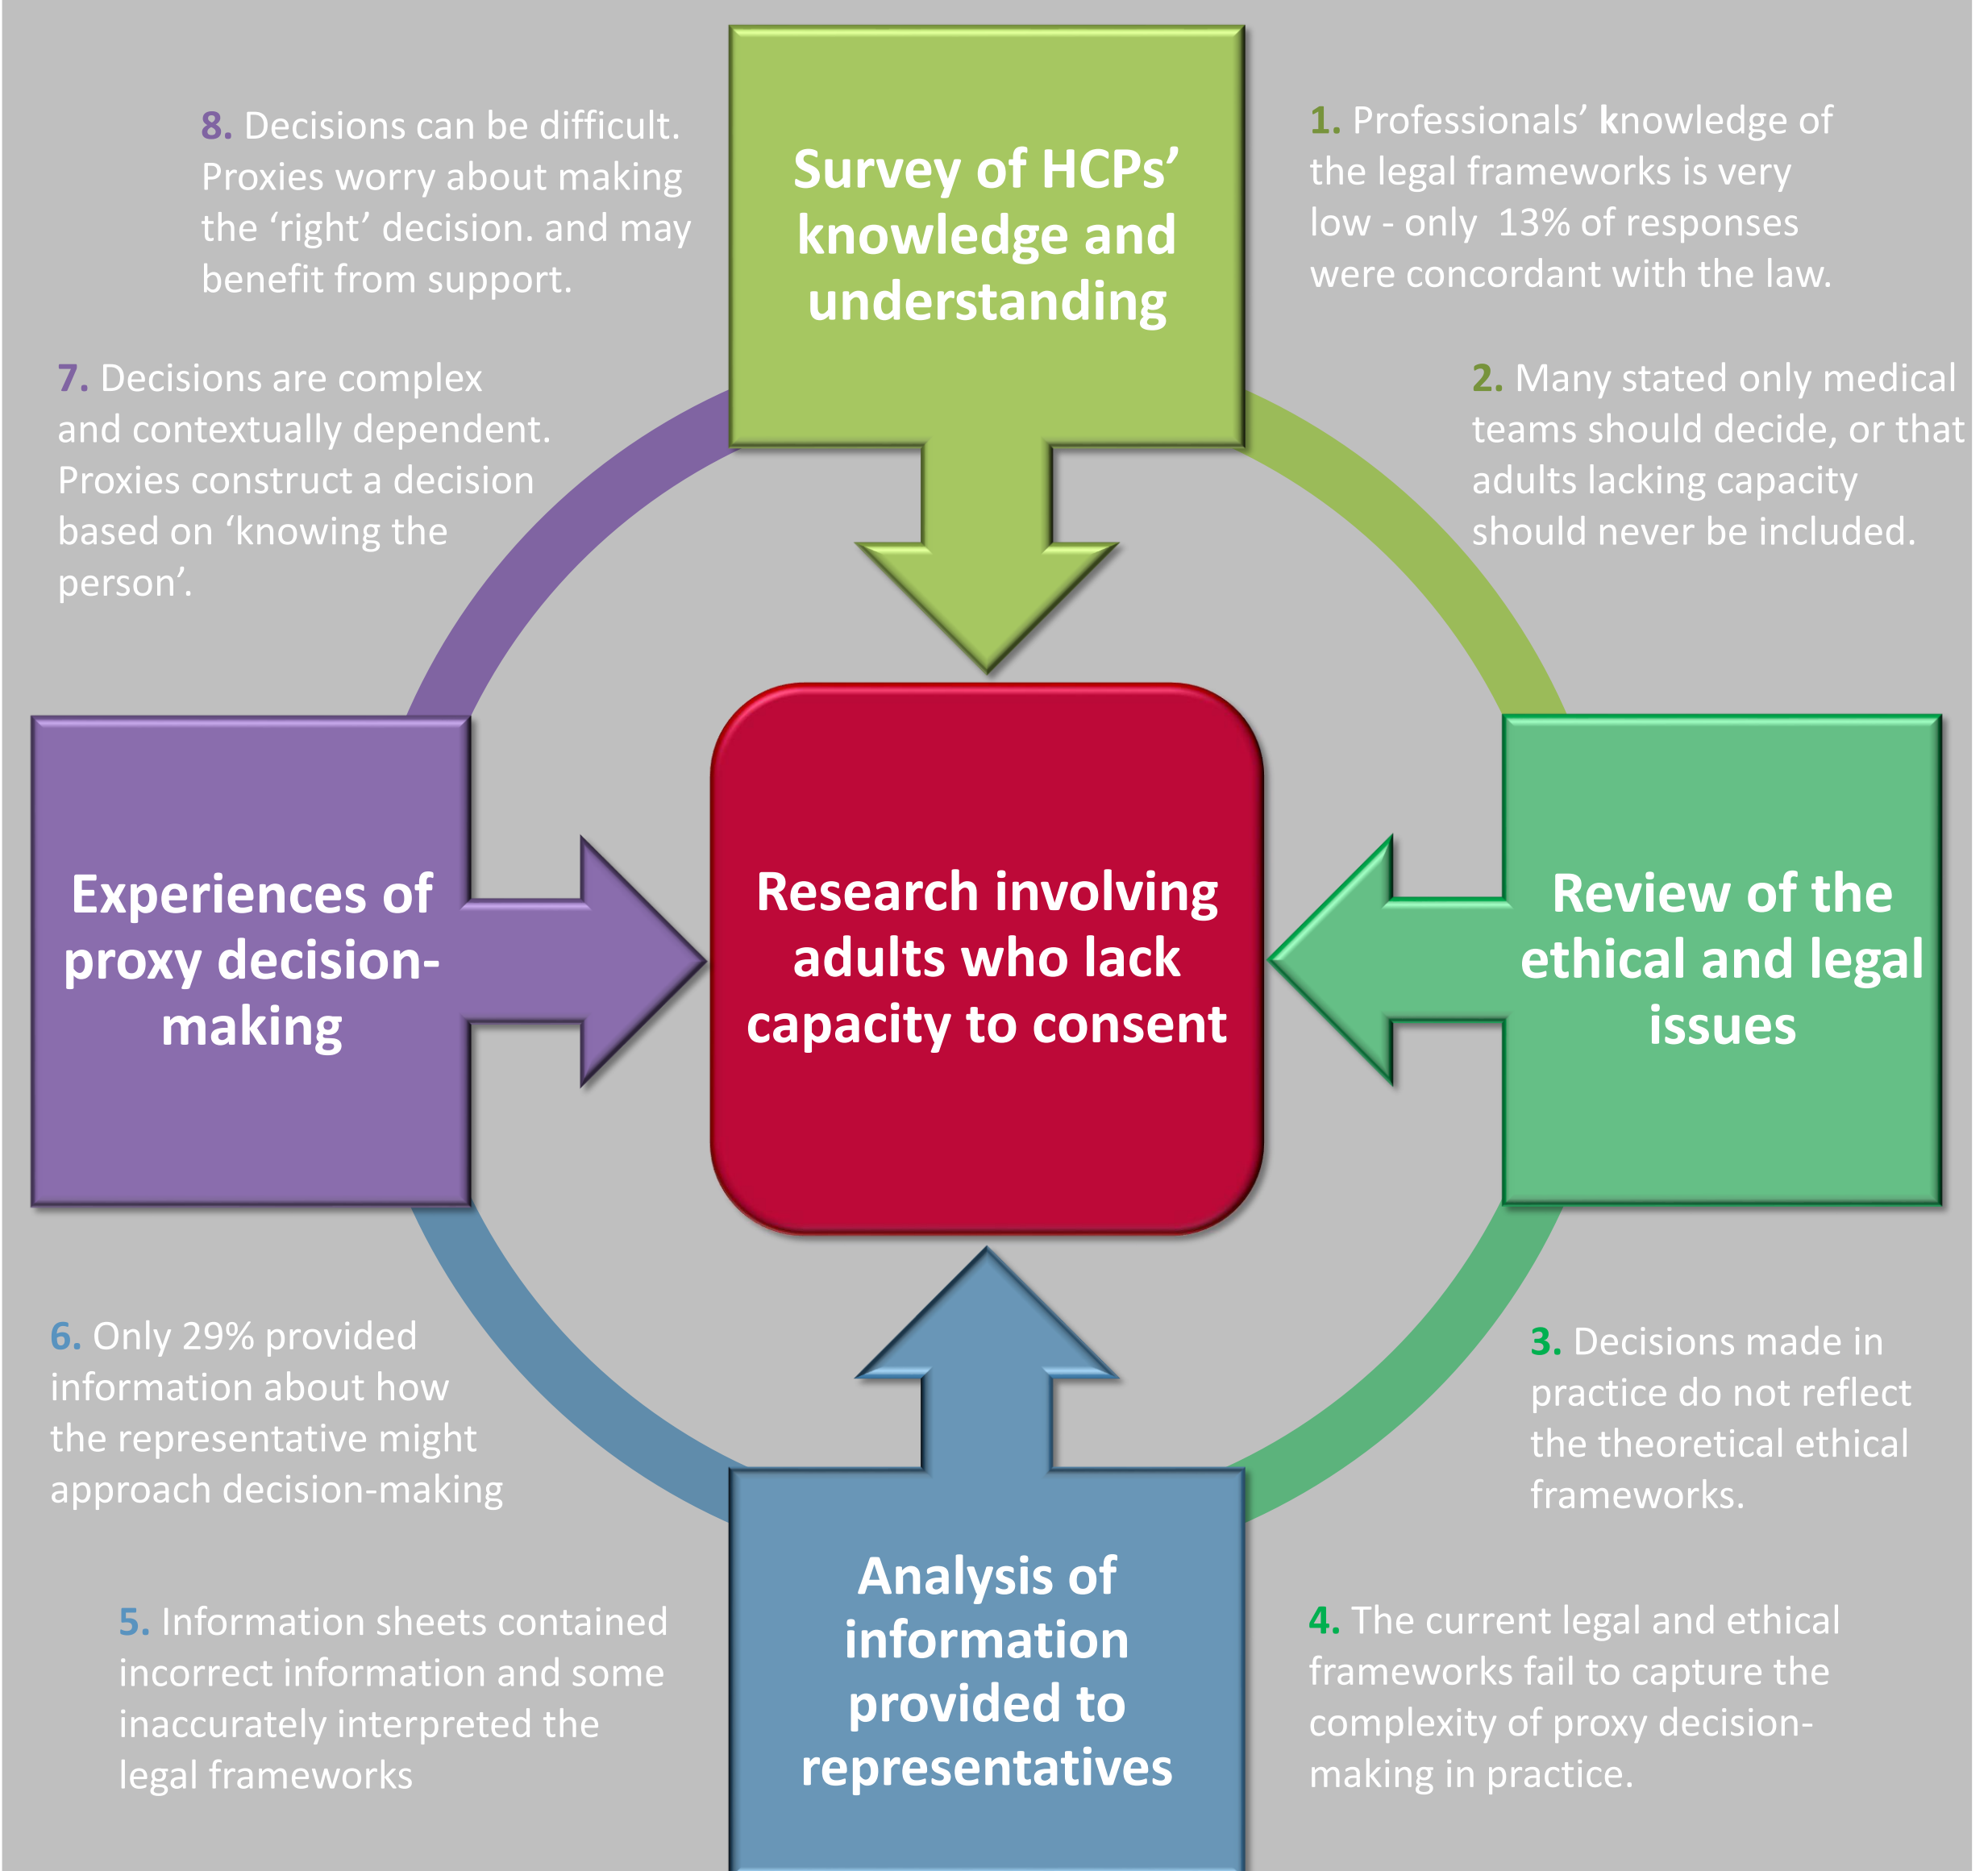 Survey of HCPs’
knowledge and
understanding
1. Professionals’ knowledge of
the legal frameworks is very
low - only 13% of responses
were concordant with the law.
2. Many stated only medical
teams should decide, or that
adults lacking capacity
should never be included.
Review of the
ethical and legal
issues
3. Decisions made in
practice do not reflect
the theoretical ethical
frameworks.
4. The current legal and ethical
frameworks fail to capture the
complexity of proxy decision-
making in practice.
Analysis of
information
provided to
representatives
5. Information sheets contained
incorrect information and some
inaccurately interpreted the
legal frameworks
6. Only 29% provided
information about how
the representative might
approach decision-making
Experiences of
proxy decision-
making
7. Decisions are complex
and contextually dependent.
Proxies construct a decision
based on ‘knowing the
person’.
8. Decisions can be difficult.
Proxies worry about making
the ‘right’ decision. and may
benefit from support.
Research involving
adults who lack
capacity to consent